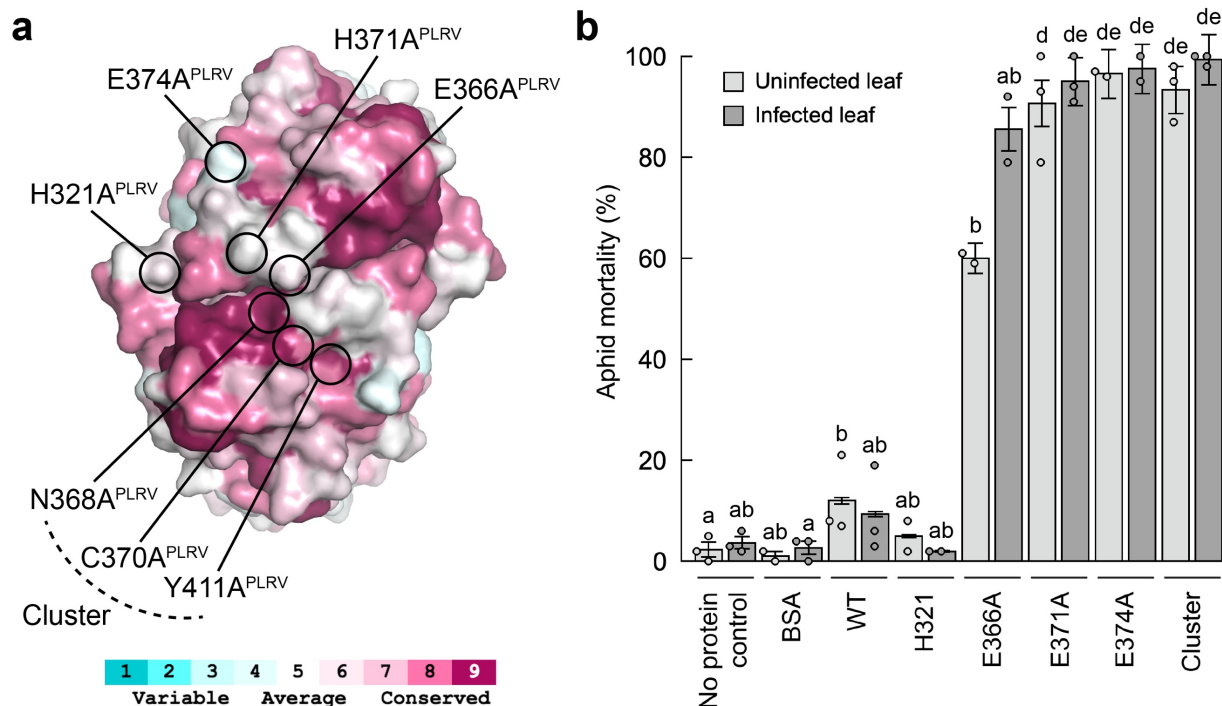 a
H371A^PLRV
E374A^PLRV
E366A^PLRV
H321A^PLRV
N368A^PLRV
C370A^PLRV
Y411A^PLRV
Cluster
1 2 3 4 5 6 7 8 9
Variable Average Conserved
b
Aphid mortality (%)
100
80
60
40
20
0
Uninfected leaf
Infected leaf
a ab ab a b ab ab ab b ab d de de de de de
No protein
control
BSA
WT
H321
E366A
E371A
E374A
Cluster